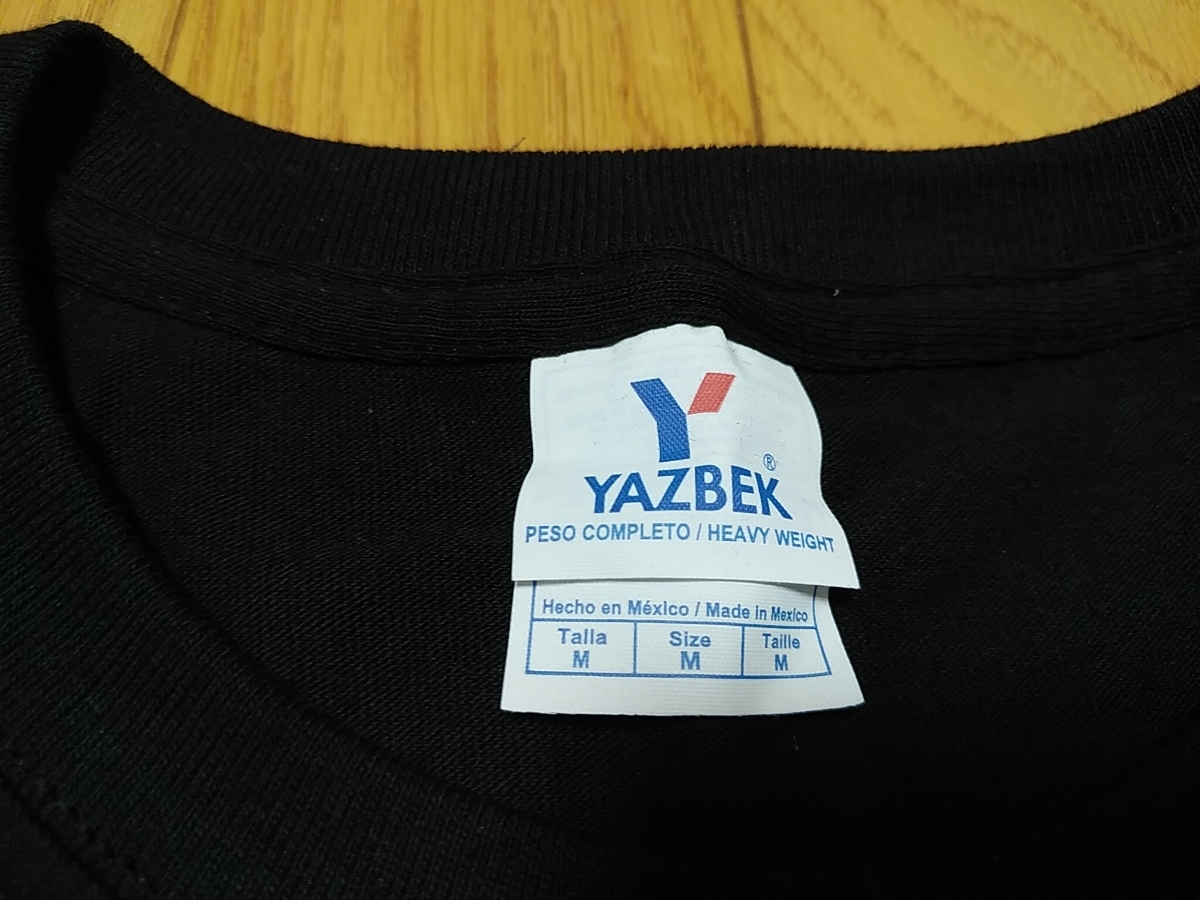 Y
YAZBEK®
PESO COMPLETO / HEAVY WEIGHT
Hecho en México / Made in Mexico
Talla Size Taille
M M M